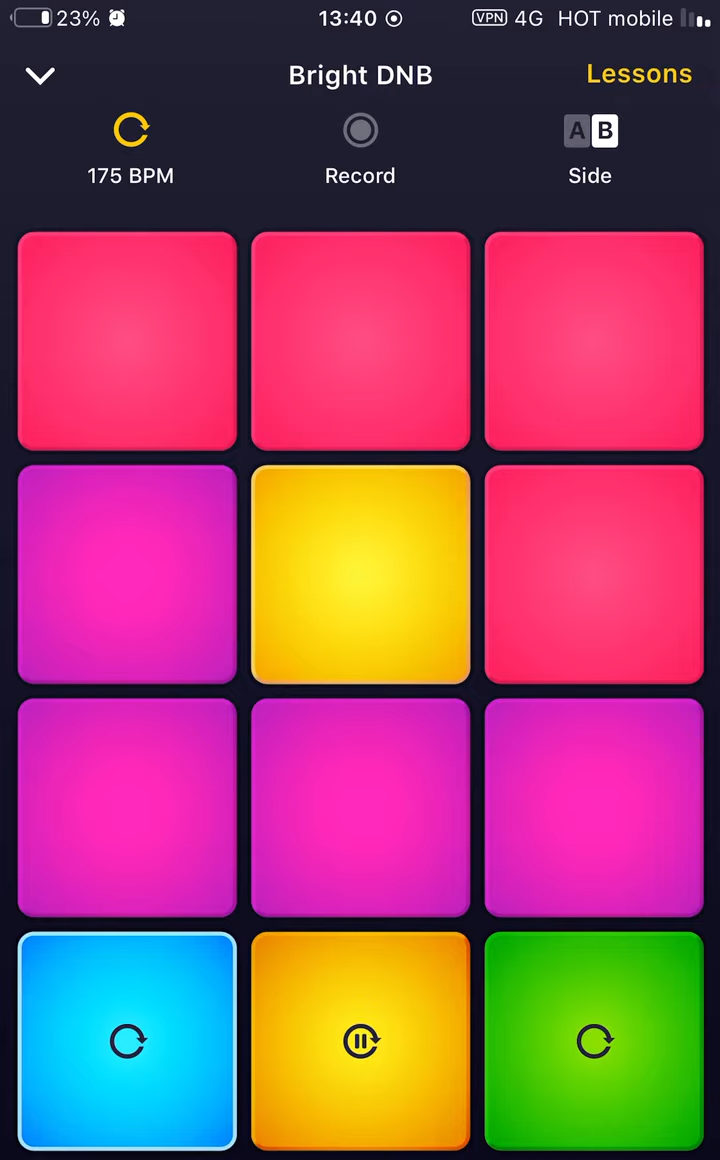 23% 13:40 VPN 4G HOT mobile
Bright DNB Lessons
A B
175 BPM Record Side